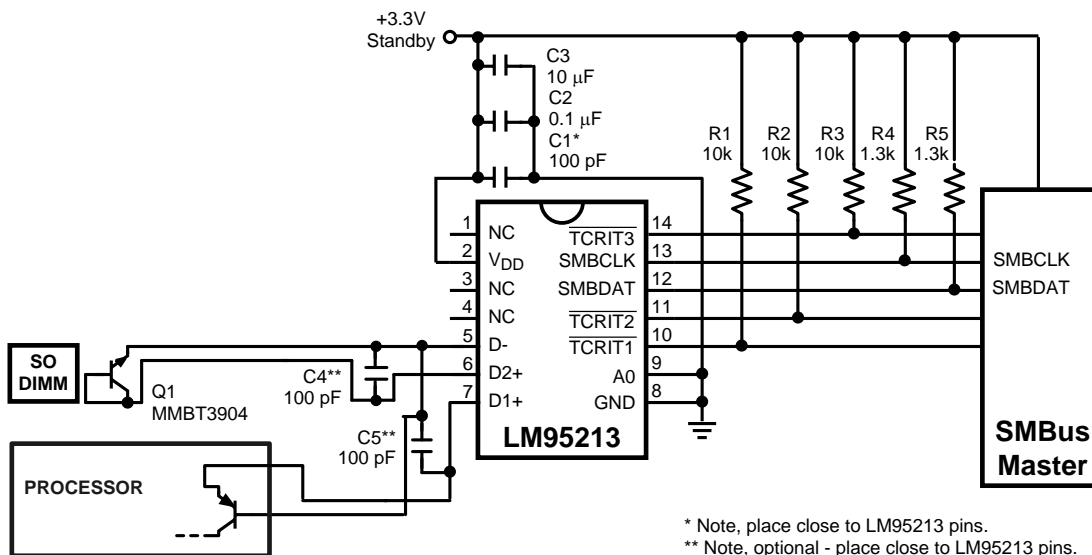 +3.3V
Standby
C3
10 μF
C2
0.1 μF
C1*
100 pF
R1
10k
R2
10k
R3
10k
R4
1.3k
R5
1.3k
1 NC
2 VDD
3 NC
4 NC
5 D-
6 D2+
7 D1+
TCRIT3 14
SMBCLK 13
SMBDAT 12
TCRIT2 11
TCRIT1 10
A0 9
GND 8
LM95213
SMBCLK
SMBDAT
SMBus
Master
SO
DIMM
Q1
MMBT3904
C4**
100 pF
C5**
100 pF
PROCESSOR
* Note, place close to LM95213 pins.
** Note, optional - place close to LM95213 pins.